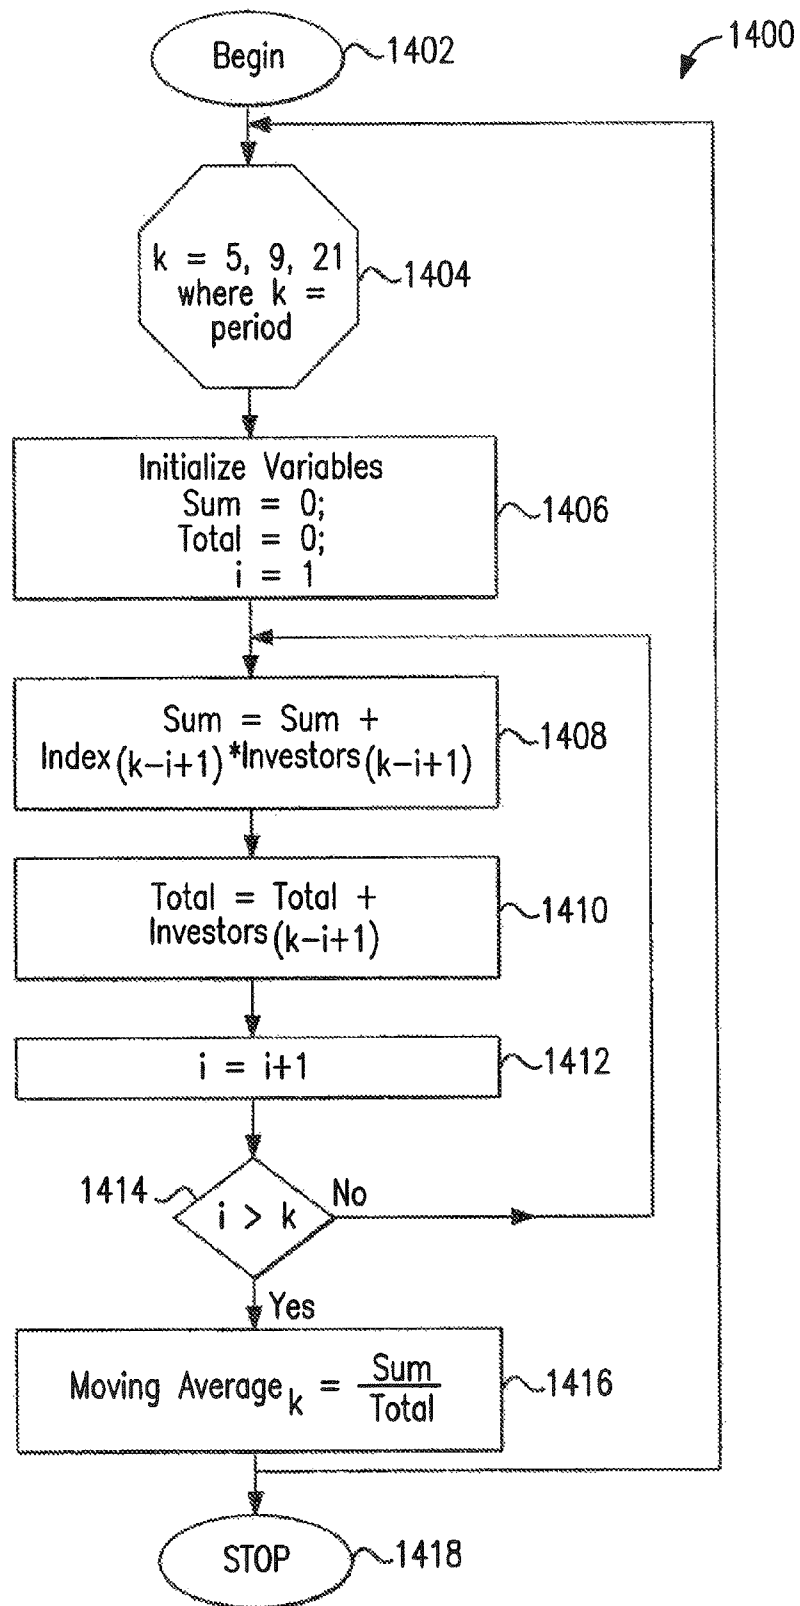 1400
Begin
1402
k = 5, 9, 21
where k =
period
1404
Initialize Variables
Sum = 0;
Total = 0;
i = 1
1406
Sum = Sum +
Index(k-i+1)*Investors(k-i+1)
1408
Total = Total +
Investors(k-i+1)
1410
i = i+1
1412
1414
i > k
No
Yes
Moving Average k = Sum
Total
1416
STOP
1418